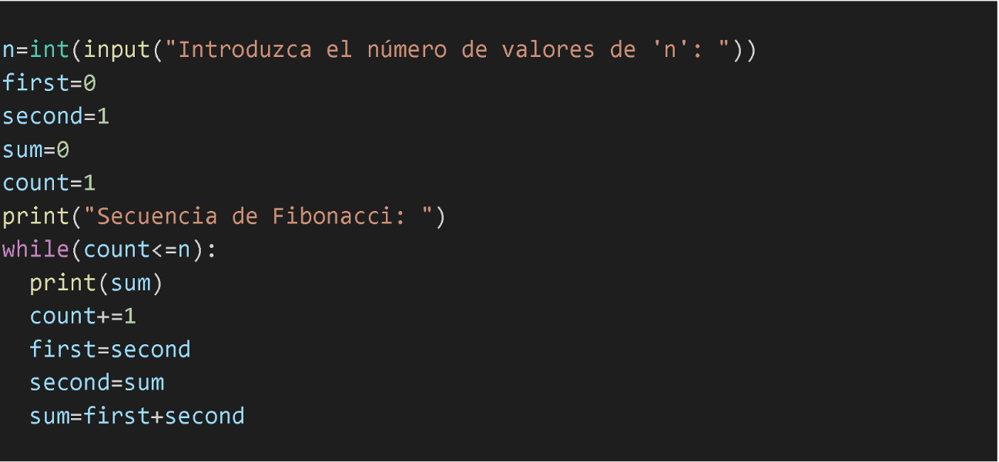 n=int(input("Introduzca el número de valores de 'n': "))
first=0
second=1
sum=0
count=1
print("Secuencia de Fibonacci: ")
while(count<=n):
  print(sum)
  count+=1
  first=second
  second=sum
  sum=first+second